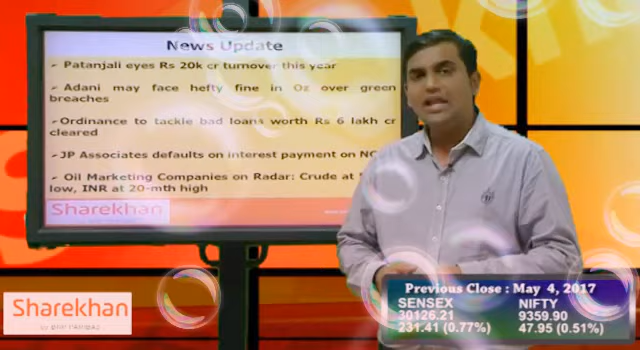 News Update
Patanjali eyes Rs 20k cr turnover this year
Adani may face hefty fine in Oz over green
breaches
Ordinance to tackle bad loans worth Rs 6 lakh cr
cleared
JP Associates defaults on interest payment on
Oil Marketing Companies on Radar: Crude at
low, INR at 20-mth high
Sharekhan
Sharekhan
by BNP PARIBAS
Previous Close : May 4, 2017
SENSEX NIFTY
30126.21 9359.90
231.41 (0.77%) 47.95 (0.51%)